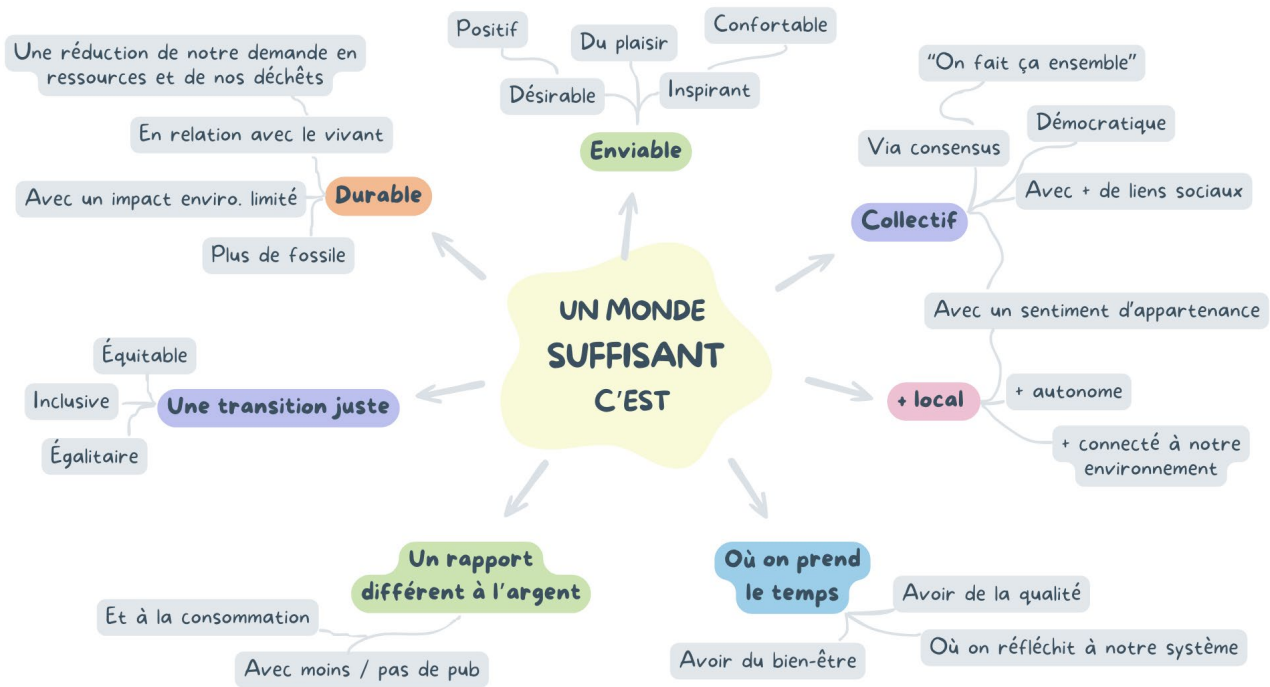 Positif
Du plaisir
Confortable
Désirable
Inspirant
Enviable
Une réduction de notre demande en
ressources et de nos déchêts
En relation avec le vivant
Avec un impact enviro. limité
Durable
Plus de fossile
“On fait ça ensemble”
Démocratique
Via consensus
Avec + de liens sociaux
Collectif
UN MONDE
SUFFISANT
C'EST
Avec un sentiment d'appartenance
+ local
+ autonome
+ connecté à notre
environnement
Équitable
Inclusive
Une transition juste
Égalitaire
Un rapport
différent à l'argent
Et à la consommation
Avec moins / pas de pub
Où on prend
le temps
Avoir de la qualité
Où on réfléchit à notre système
Avoir du bien-être